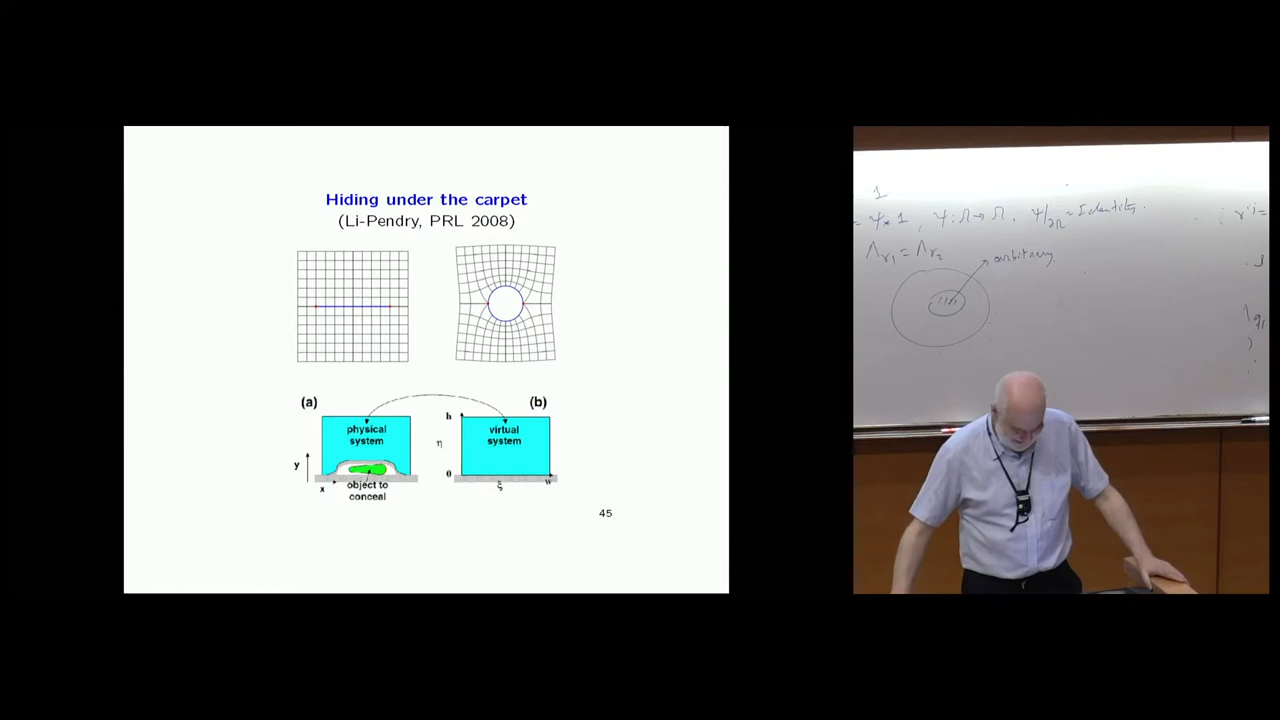 Hiding under the carpet
(Li-Pendry, PRL 2008)
(a)
(b)
physical
system
y
x
object to
conceal
h
η
0
virtual
system
ξ
w
45
1
= ψ* 1, ψ: Ω → Ω, ψ/∂Ω = Identity.
Λγ1 = Λγ2
arbitrary
γij =